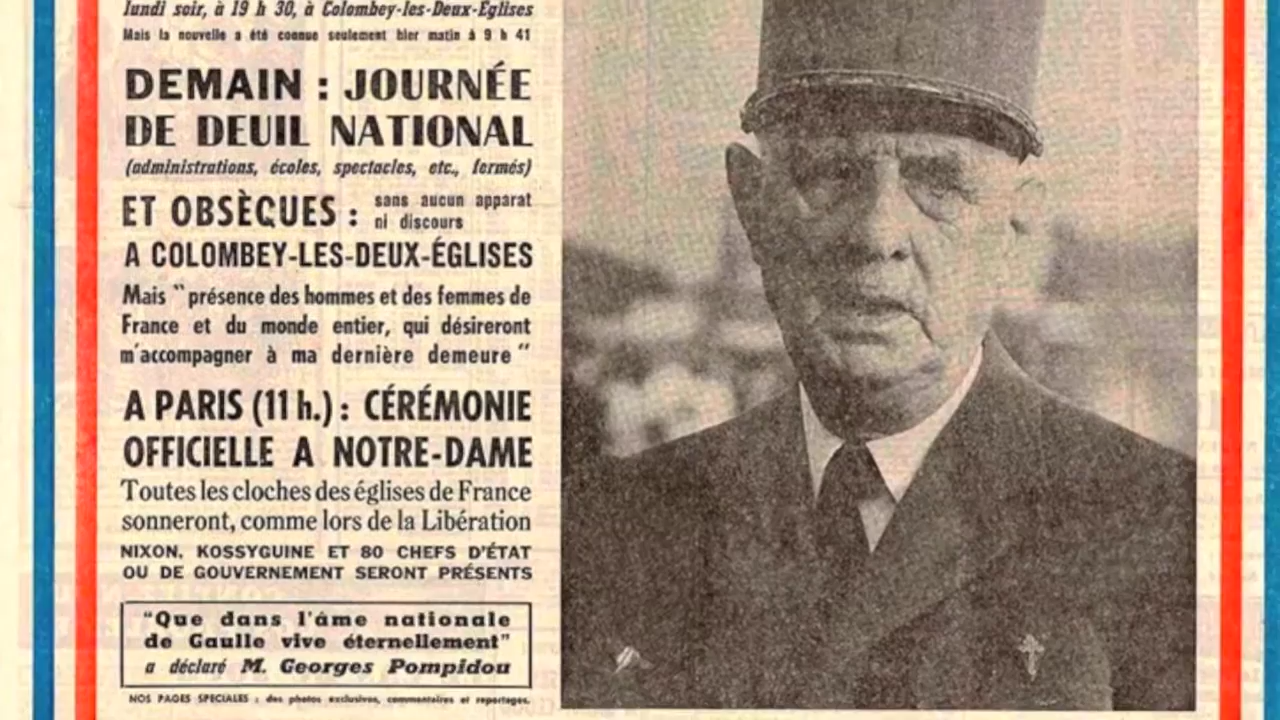 lundi soir, à 19 h 30, à Colombey-les-Deux-Eglises
Mais la nouvelle a été connue seulement hier matin à 9 h 41
DEMAIN : JOURNÉE
DE DEUIL NATIONAL
(administrations, écoles, spectacles, etc., fermés)
ET OBSÈQUES : sans aucun apparat
ni discours
A COLOMBEY-LES-DEUX-ÉGLISES
Mais "présence des hommes et des femmes de
France et du monde entier, qui désireront
m'accompagner à ma dernière demeure"
A PARIS (11 h.) : CÉRÉMONIE
OFFICIELLE A NOTRE-DAME
Toutes les cloches des églises de France
sonneront, comme lors de la Libération
NIXON, KOSSYGUINE ET 80 CHEFS D'ÉTAT
OU DE GOUVERNEMENT SERONT PRÉSENTS
"Que dans l'âme nationale
de Gaulle vive éternellement"
a déclaré M. Georges Pompidou
NOS PAGES SPECIALES : des photos exclusives, commentaires et reportages.